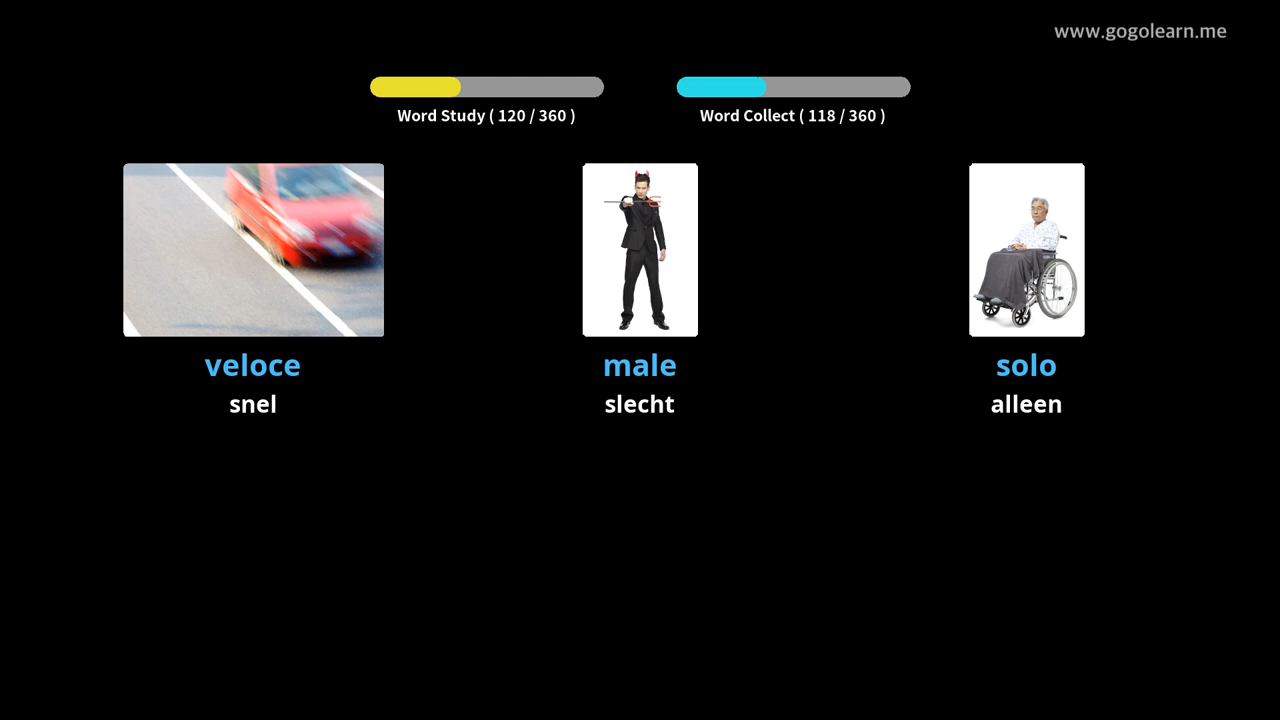 www.gogolearn.me
Word Study ( 120 / 360 )
Word Collect ( 118 / 360 )
veloce
snel
male
slecht
solo
alleen